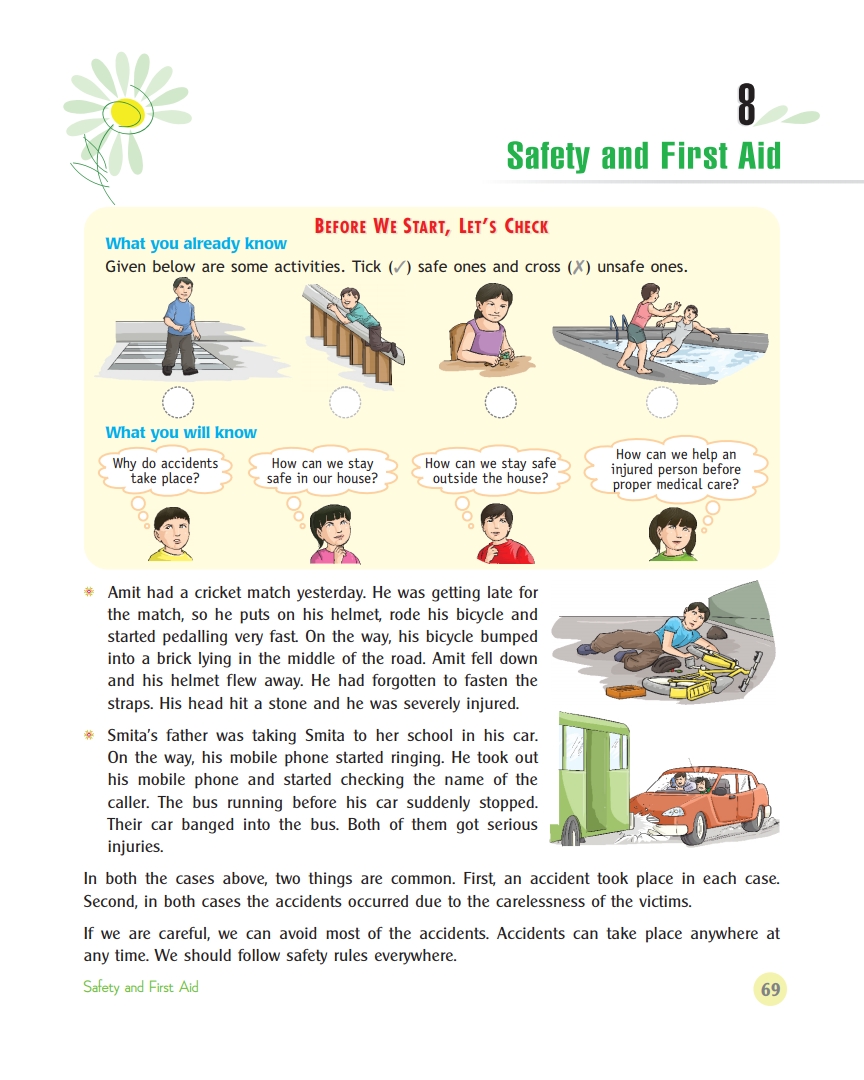 8
Safety and First Aid
BEFORE WE START, LET'S CHECK
What you already know
Given below are some activities. Tick (✓) safe ones and cross (✗) unsafe ones.
What you will know
Why do accidents
take place?
How can we stay
safe in our house?
How can we stay safe
outside the house?
How can we help an
injured person before
proper medical care?
Amit had a cricket match yesterday. He was getting late for
the match, so he puts on his helmet, rode his bicycle and
started pedalling very fast. On the way, his bicycle bumped
into a brick lying in the middle of the road. Amit fell down
and his helmet flew away. He had forgotten to fasten the
straps. His head hit a stone and he was severely injured.
Smita's father was taking Smita to her school in his car.
On the way, his mobile phone started ringing. He took out
his mobile phone and started checking the name of the
caller. The bus running before his car suddenly stopped.
Their car banged into the bus. Both of them got serious
injuries.
In both the cases above, two things are common. First, an accident took place in each case.
Second, in both cases the accidents occurred due to the carelessness of the victims.
If we are careful, we can avoid most of the accidents. Accidents can take place anywhere at
any time. We should follow safety rules everywhere.
Safety and First Aid
69